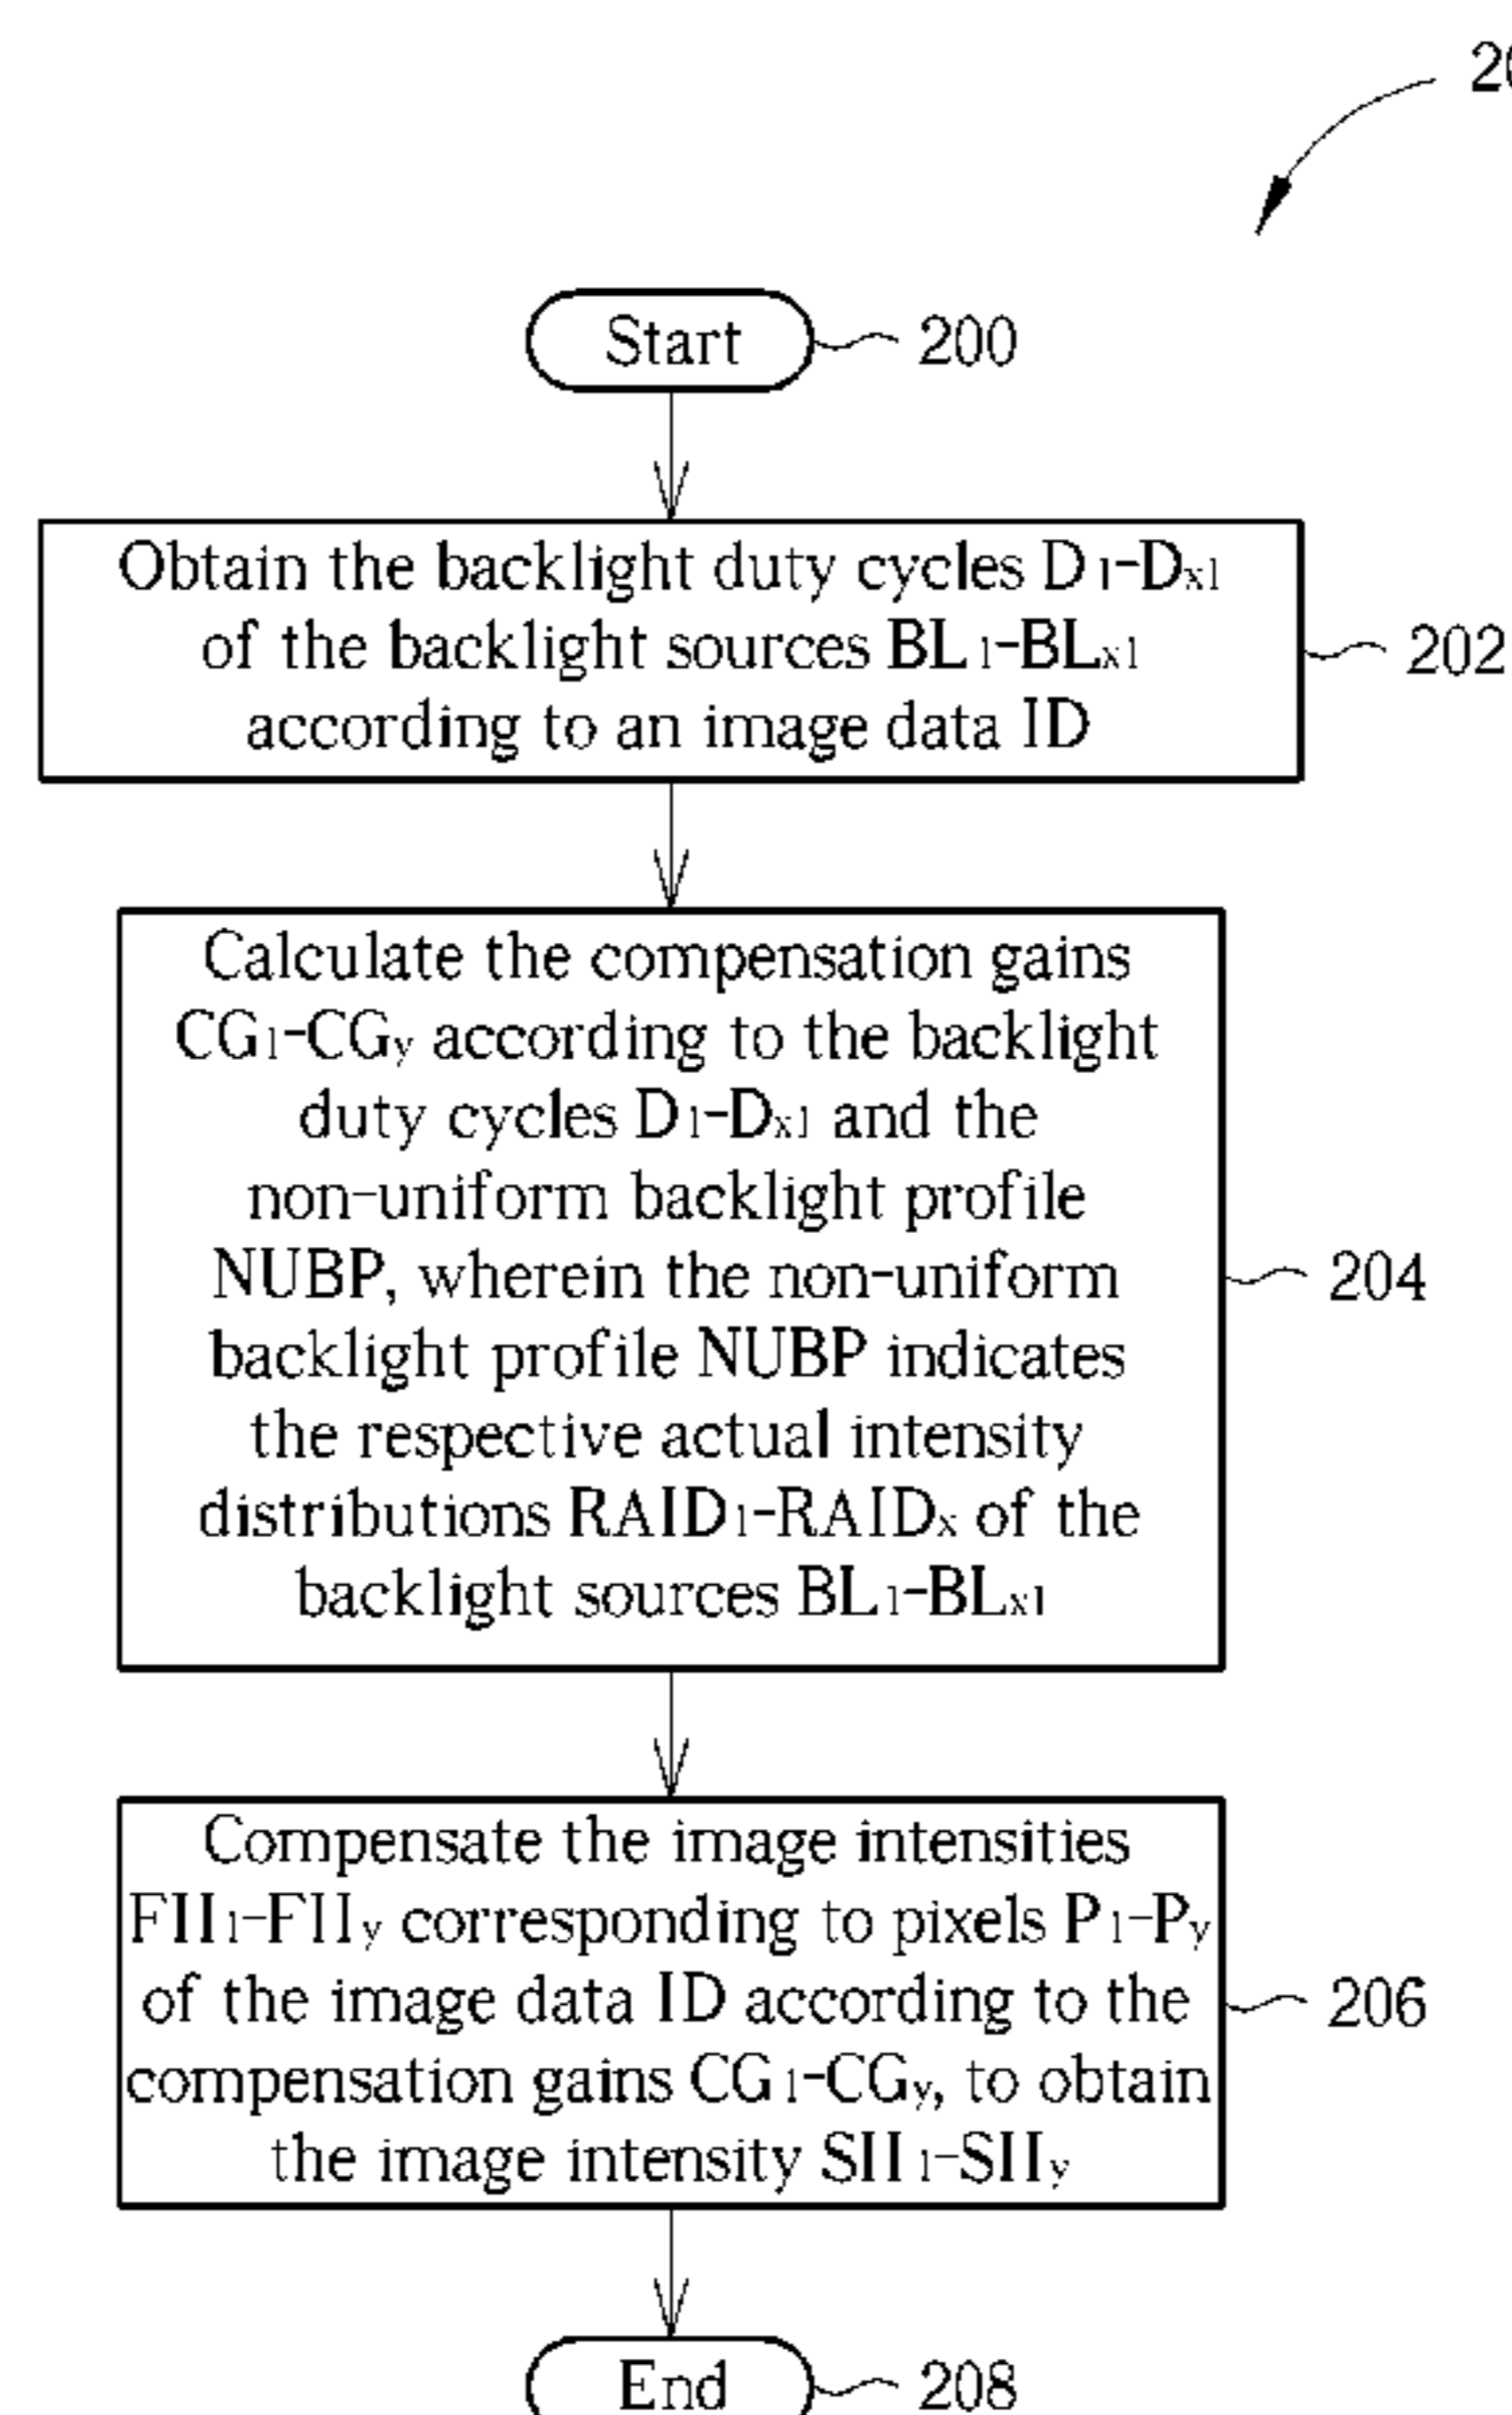 Start
200
Obtain the backlight duty cycles D1-Dx1
of the backlight sources BL1-BLx1
according to an image data ID
202
Calculate the compensation gains
CG1-CGy according to the backlight
duty cycles D1-Dx1 and the
non-uniform backlight profile
NUBP, wherein the non-uniform
backlight profile NUBP indicates
the respective actual intensity
distributions RAID1-RAIDx of the
backlight sources BL1-BLx1
204
Compensate the image intensities
FII1-FIIy corresponding to pixels P1-Py
of the image data ID according to the
compensation gains CG1-CGy, to obtain
the image intensity SII1-SIIy
206
End
208